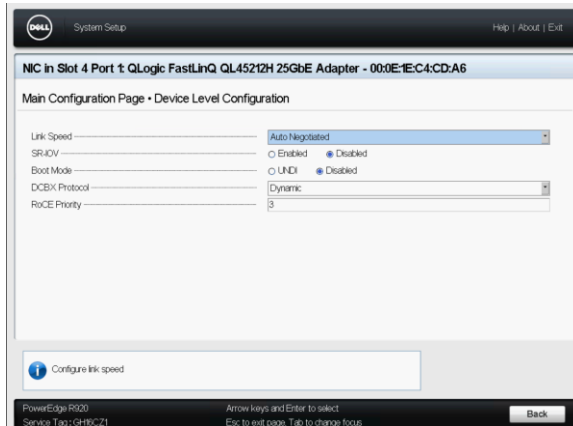 DELL
System Setup
Help | About | Exit
NIC in Slot 4 Port 1: QLogic FastLinQ QL45212H 25GbE Adapter - 00:0E:1E:C4:CD:A6
Main Configuration Page • Device Level Configuration
Link Speed Auto Negotiated
SR-IOV Enabled Disabled
Boot Mode UNDI Disabled
DCBX Protocol Dynamic
RoCE Priority 3
Configure link speed
PowerEdge R920 Arrow keys and Enter to select
Service Tag : GH16CZ1 Esc to exit page, Tab to change focus
Back